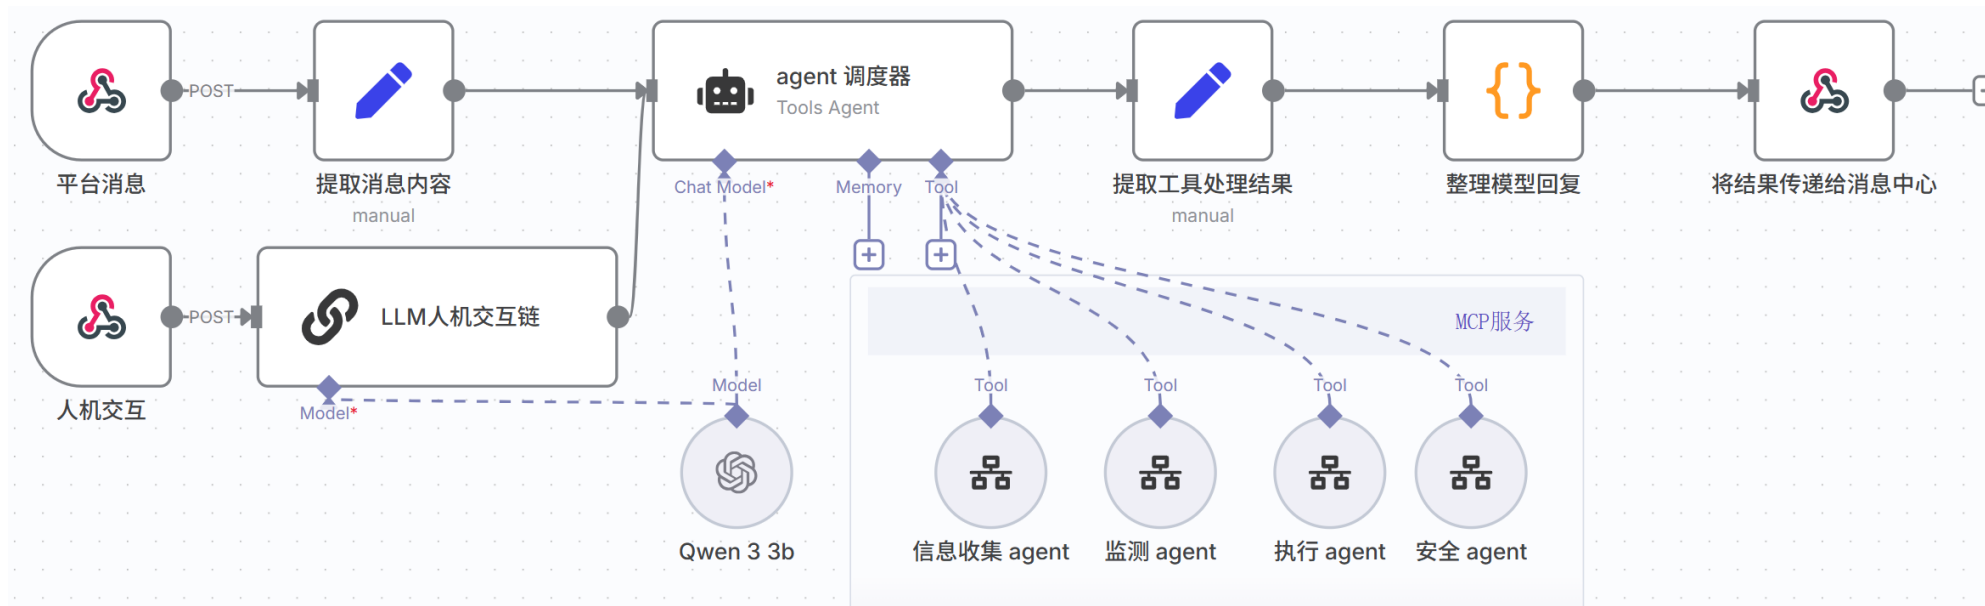 POST
agent 调度器
Tools Agent
平台消息
提取消息内容
manual
Chat Model*
Memory
Tool
提取工具处理结果
manual
整理模型回复
将结果传递给消息中心
POST
LLM人机交互链
人机交互
Model*
MCP服务
Model
Tool
Tool
Tool
Tool
Qwen 3 3b
信息收集 agent
监测 agent
执行 agent
安全 agent